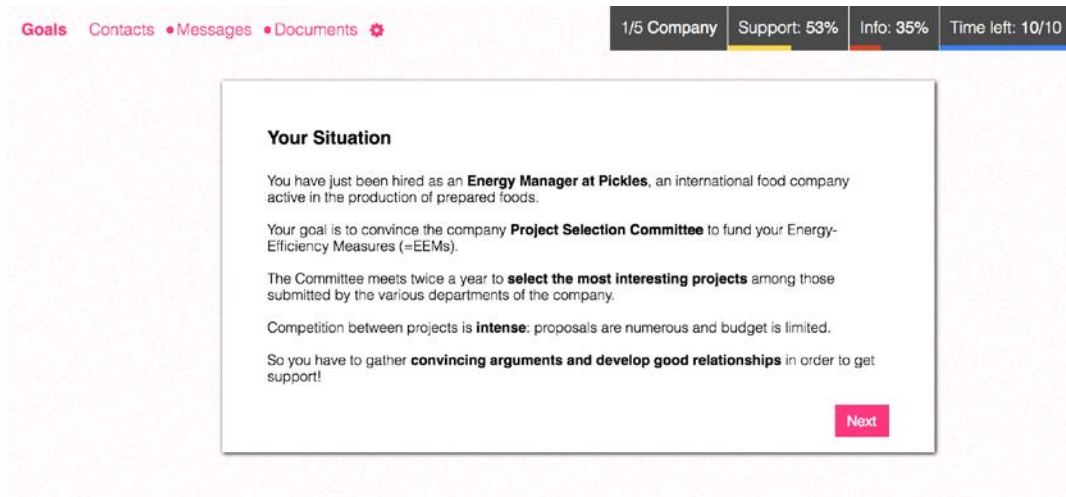 Goals Contacts Messages Documents 1/5 Company Support: 53% Info: 35% Time left: 10/10
Your Situation
You have just been hired as an Energy Manager at Pickles, an international food company
active in the production of prepared foods.
Your goal is to convince the company Project Selection Committee to fund your Energy-
Efficiency Measures (=EEMs).
The Committee meets twice a year to select the most interesting projects among those
submitted by the various departments of the company.
Competition between projects is intense: proposals are numerous and budget is limited.
So you have to gather convincing arguments and develop good relationships in order to get
support!
Next